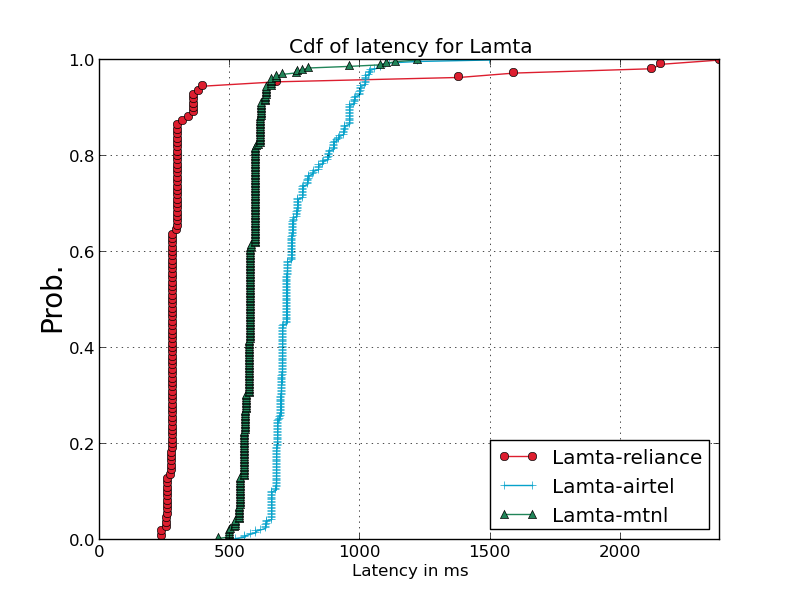 Cdf of latency for Lamta
Prob.
1.0
0.8
0.6
0.4
0.2
0.0
0 500 1000 1500 2000
Latency in ms
Lamta-reliance
Lamta-airtel
Lamta-mtnl